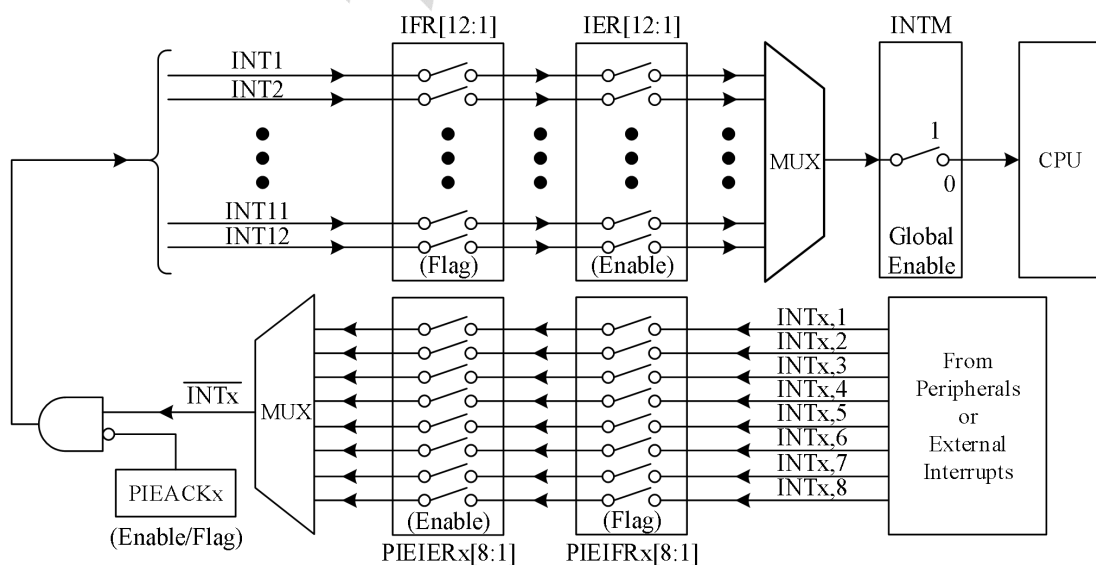 IFR[12:1]
IER[12:1]
INTM
INT1
INT2
INT11
INT12
(Flag)
(Enable)
MUX
1
0
Global
Enable
CPU
INTx
MUX
PIEACKx
(Enable/Flag)
(Enable)
PIEIERx[8:1]
(Flag)
PIEIFRx[8:1]
INTx,1
INTx,2
INTx,3
INTx,4
INTx,5
INTx,6
INTx,7
INTx,8
From
Peripherals
or
External
Interrupts